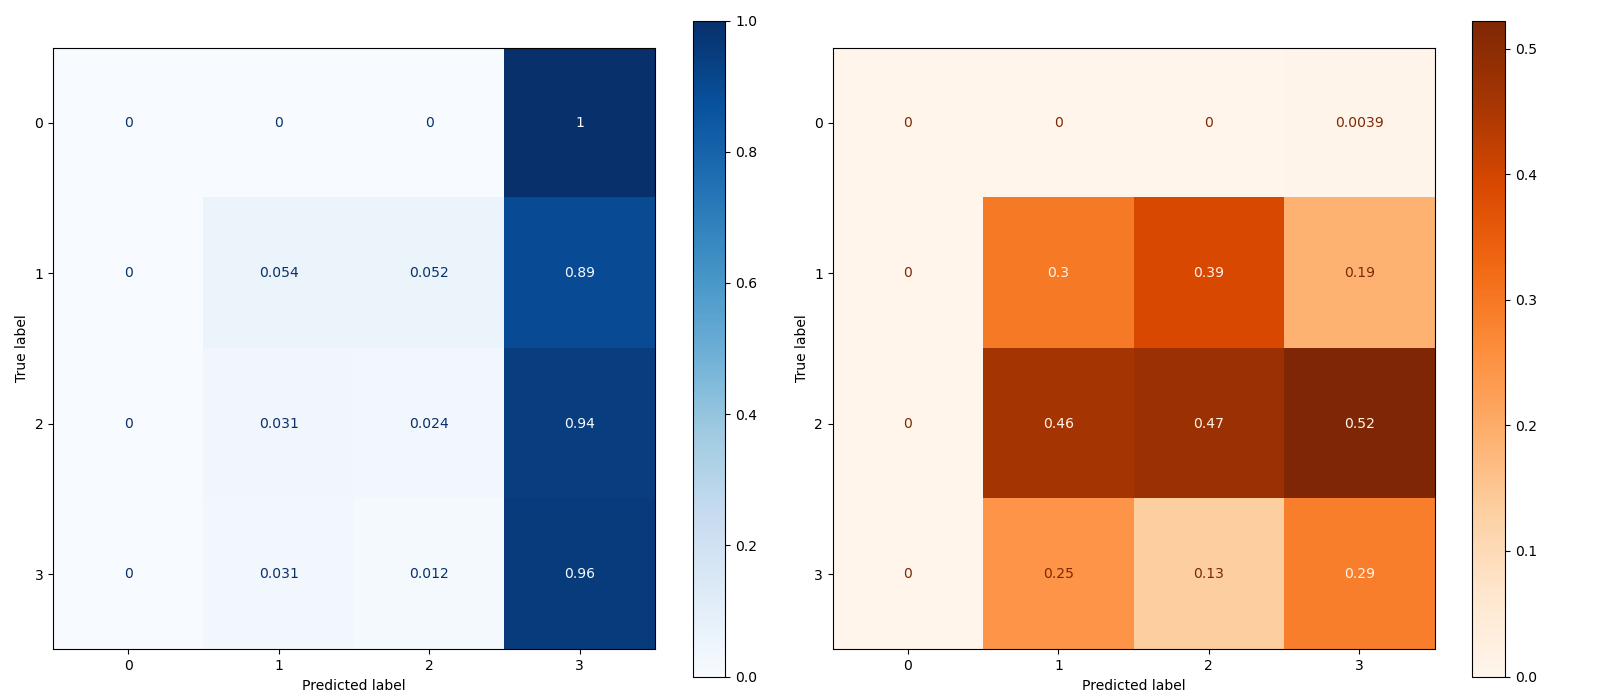 1.0
0.8
0.6
0.4
0.2
0.0
0 0 0 0 1
1 0 0.054 0.052 0.89
2 0 0.031 0.024 0.94
3 0 0.031 0.012 0.96
0 1 2 3
True label
Predicted label
0.5
0.4
0.3
0.2
0.1
0.0
0 0 0 0 0.0039
1 0 0.3 0.39 0.19
2 0 0.46 0.47 0.52
3 0 0.25 0.13 0.29
0 1 2 3
True label
Predicted label